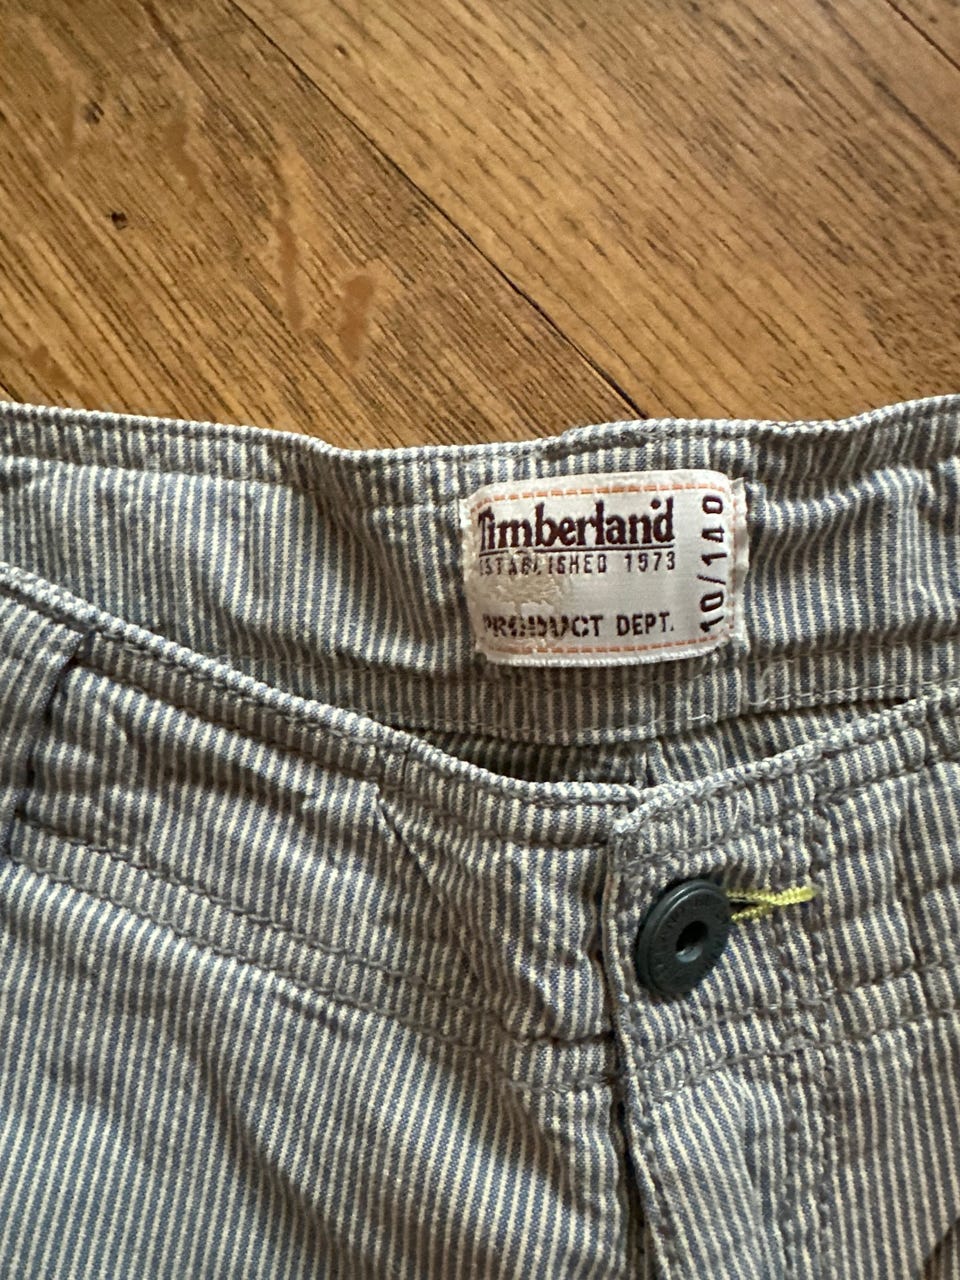 Timberland
ESTABLISHED 1973
PRODUCT DEPT.
10/140